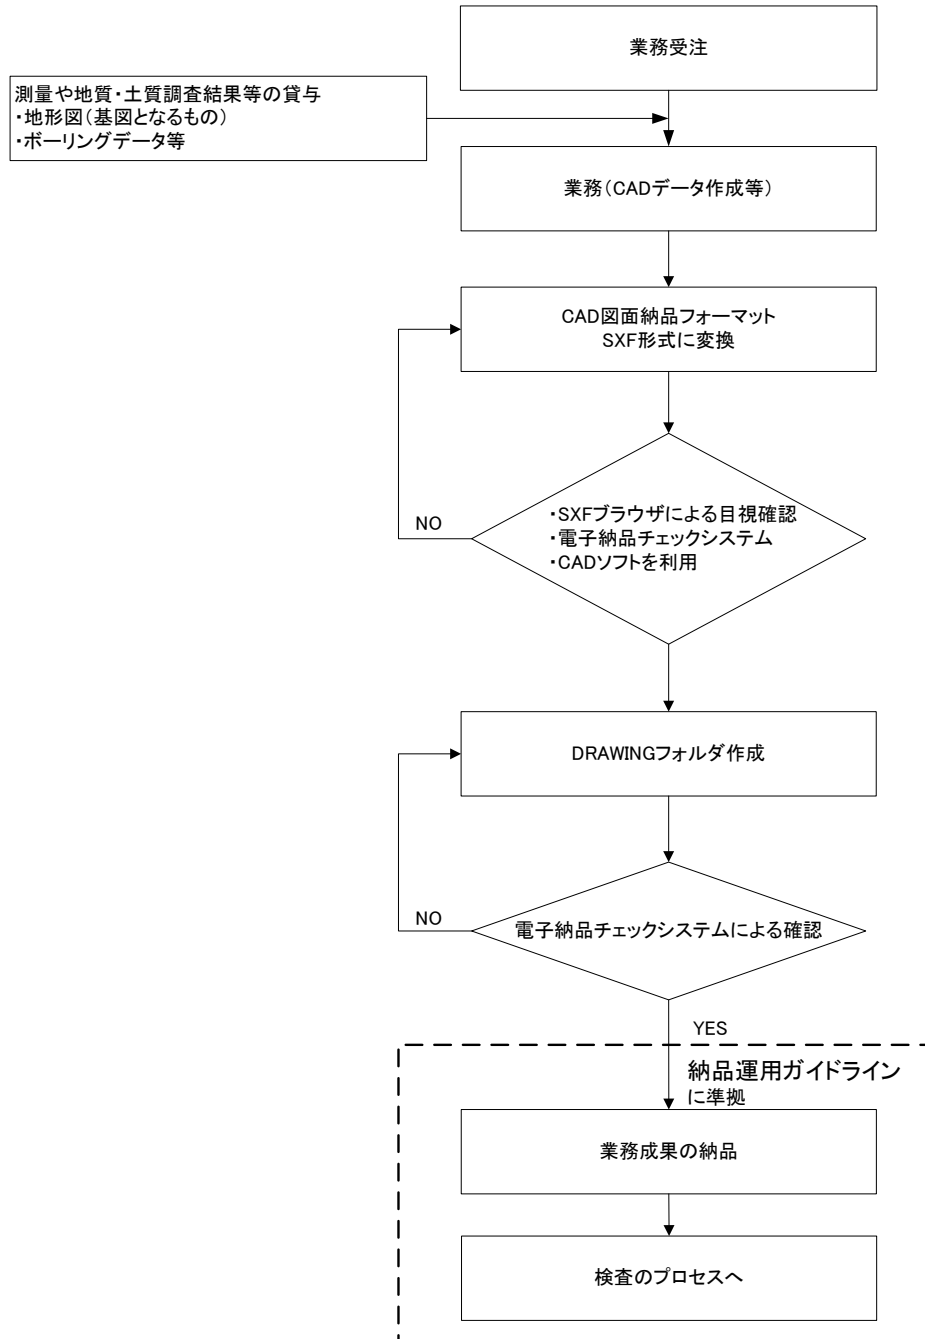 業務受注
測量や地質・土質調査結果等の貸与
・地形図(基図となるもの)
・ボーリングデータ等
業務(CADデータ作成等)
CAD図面納品フォーマット
SXF形式に変換
NO
・SXFブラウザによる目視確認
・電子納品チェックシステム
・CADソフトを利用
DRAWINGフォルダ作成
NO
電子納品チェックシステムによる確認
YES
納品運用ガイドライン
に準拠
業務成果の納品
検査のプロセスへ